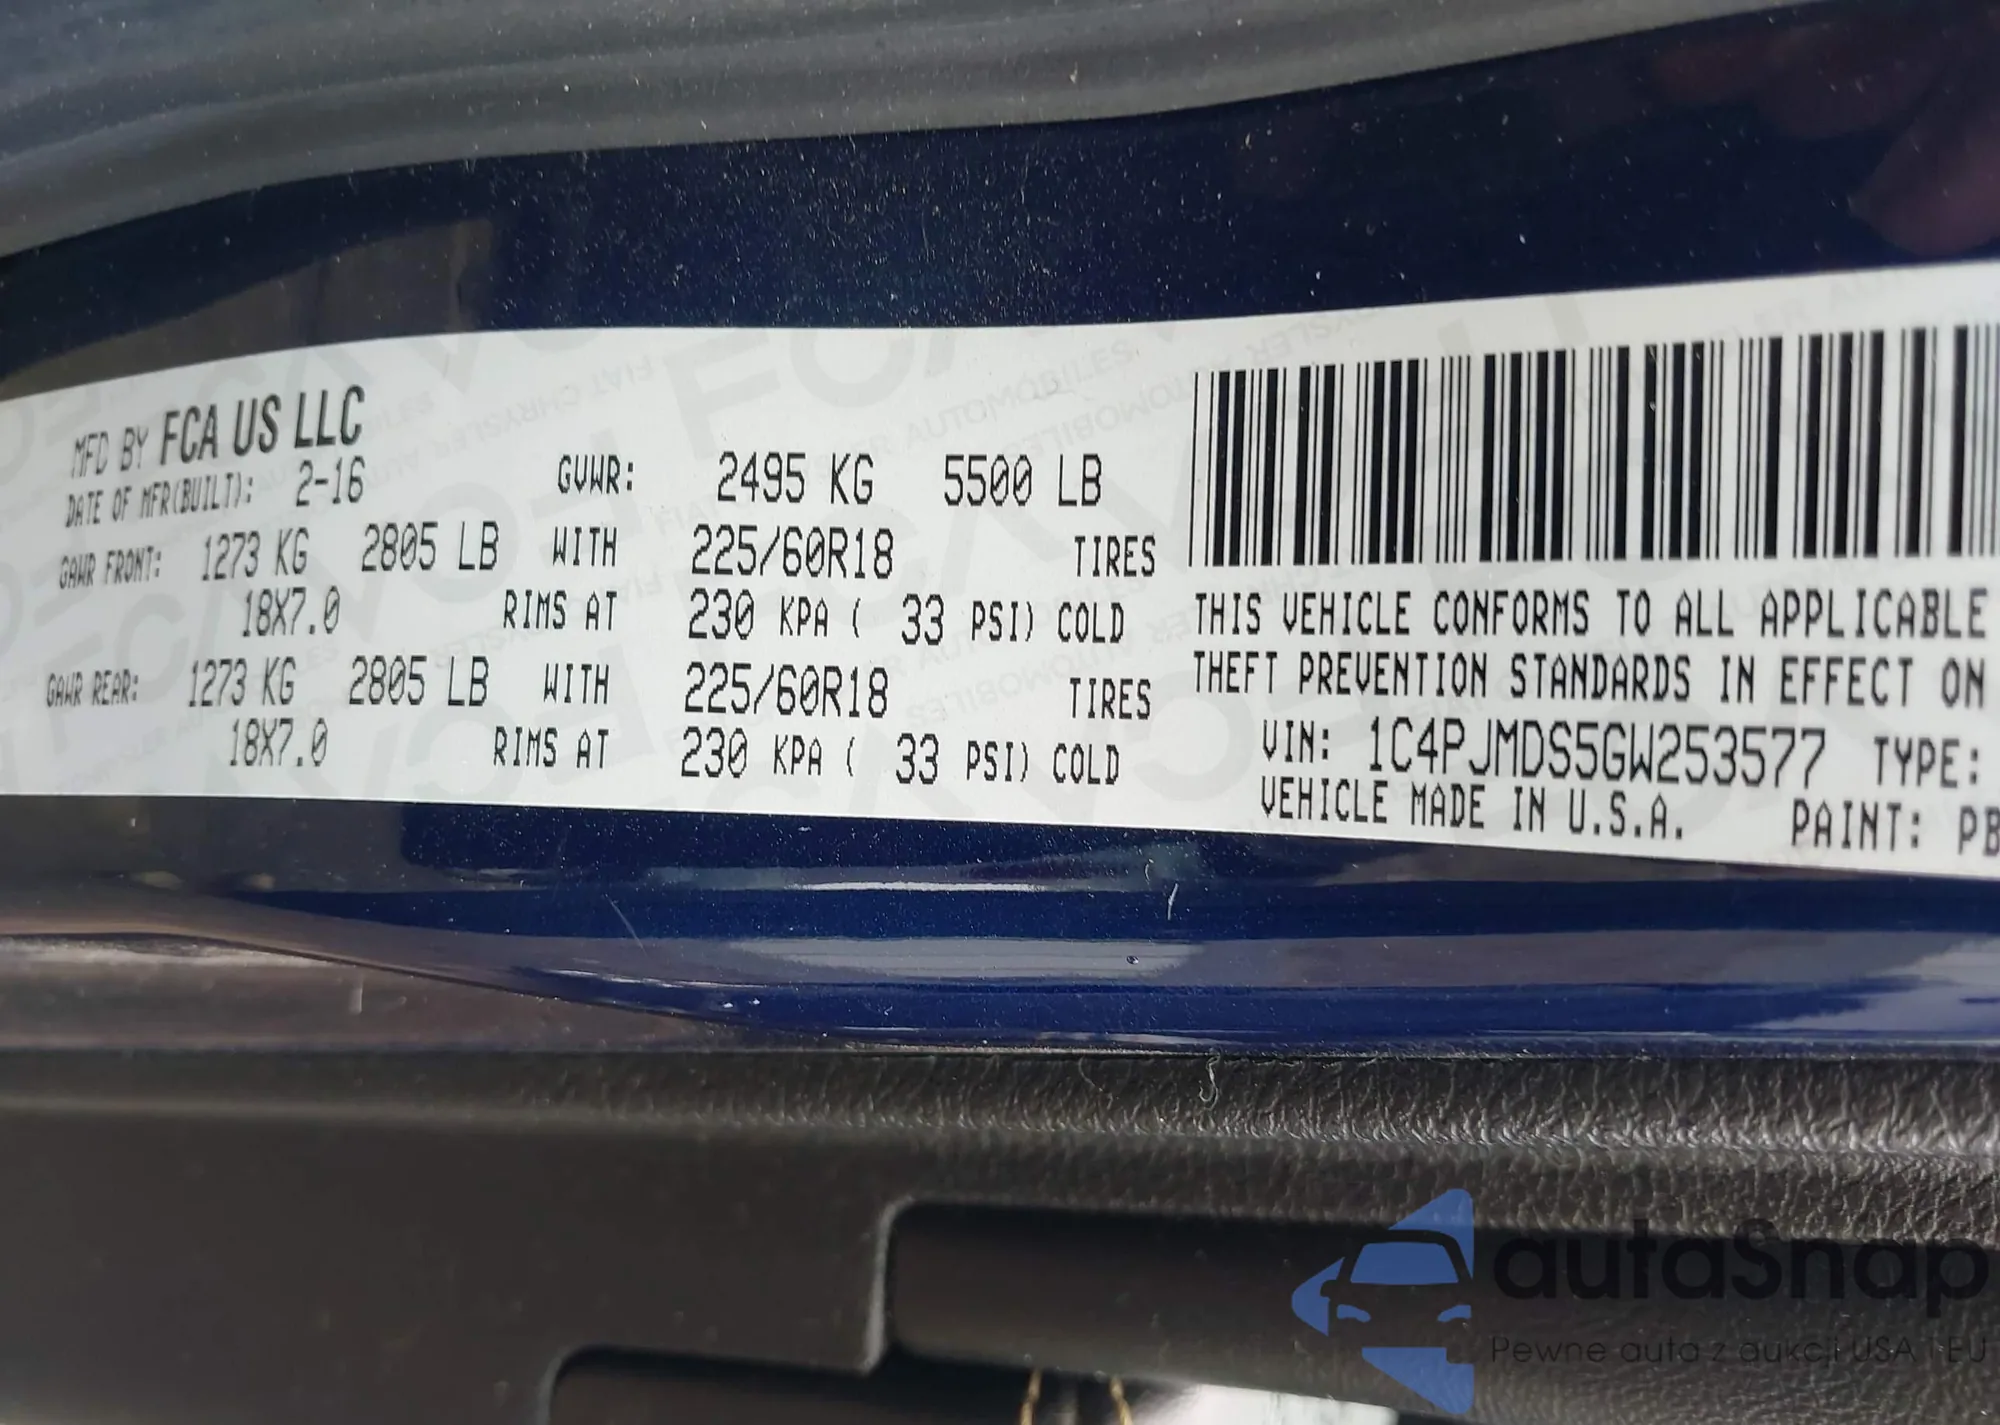 MFD BY FCA US LLC
DATE OF MFR(BUILT): 2-16 GVWR: 2495 KG 5500 LB
GAWR FRONT: 1273 KG 2805 LB WITH 225/60R18 TIRES
18X7.0 RIMS AT 230 KPA ( 33 PSI) COLD
GAWR REAR: 1273 KG 2805 LB WITH 225/60R18 TIRES
18X7.0 RIMS AT 230 KPA ( 33 PSI) COLD
THIS VEHICLE CONFORMS TO ALL APPLICABLE
THEFT PREVENTION STANDARDS IN EFFECT ON
VIN: 1C4PJMDS5GW253577 TYPE:
VEHICLE MADE IN U.S.A. PAINT: PB
autaSnap
Pewne auta z aukcji USA i EU